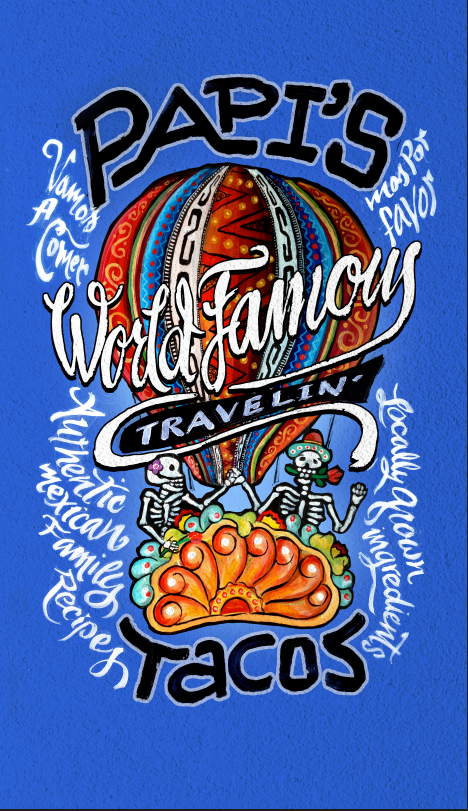 PAPI'S
Vamos
A Comer
mas Por
favor
World Famous
TRAVELIN'
Authentic
mexican
Family
Recipes
Locally grown
ingredients
Tacos